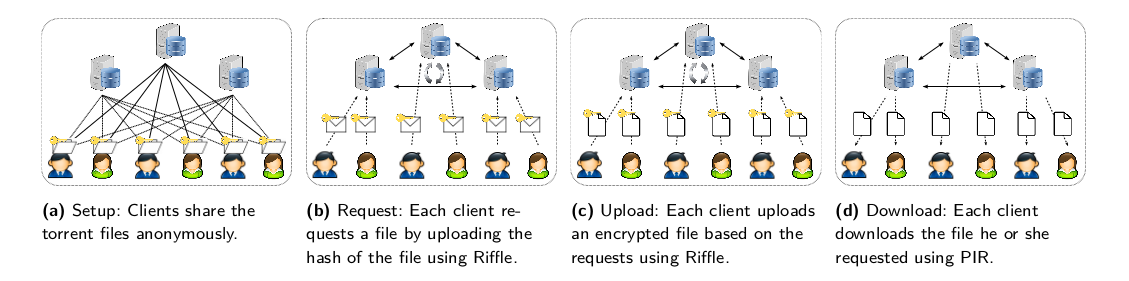 (a) Setup: Clients share the
torrent files anonymously.
(b) Request: Each client re-
quests a file by uploading the
hash of the file using Riffle.
(c) Upload: Each client uploads
an encrypted file based on the
requests using Riffle.
(d) Download: Each client
downloads the file he or she
requested using PIR.